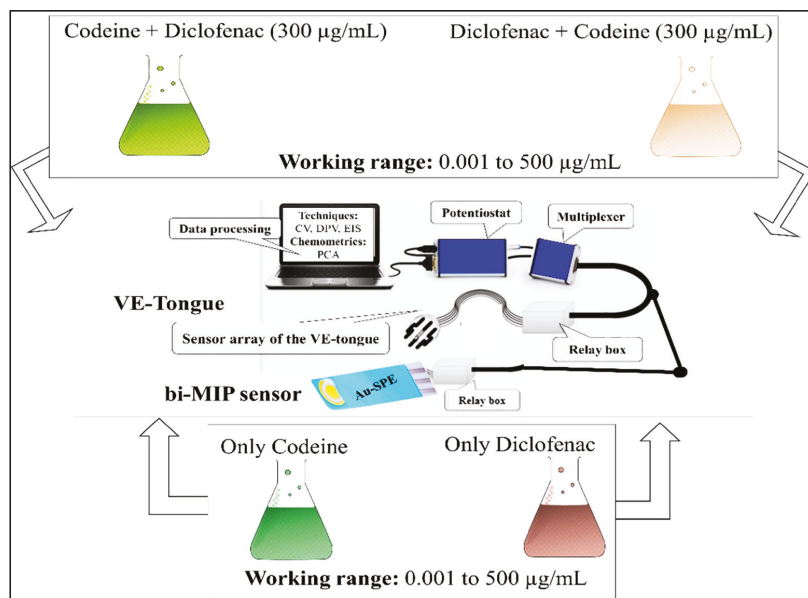 Codeine + Diclofenac (300 µg/mL)
Diclofenac + Codeine (300 µg/mL)
Working range: 0.001 to 500 µg/mL
Techniques:
CV, DPV, EIS
Chemometrics:
PCA
Data processing
Potentiostat
Multiplexer
VE-Tongue
Sensor array of the VE-tongue
Relay box
bi-MIP sensor
Au-SPE
Relay box
Only Codeine
Only Diclofenac
Working range: 0.001 to 500 µg/mL